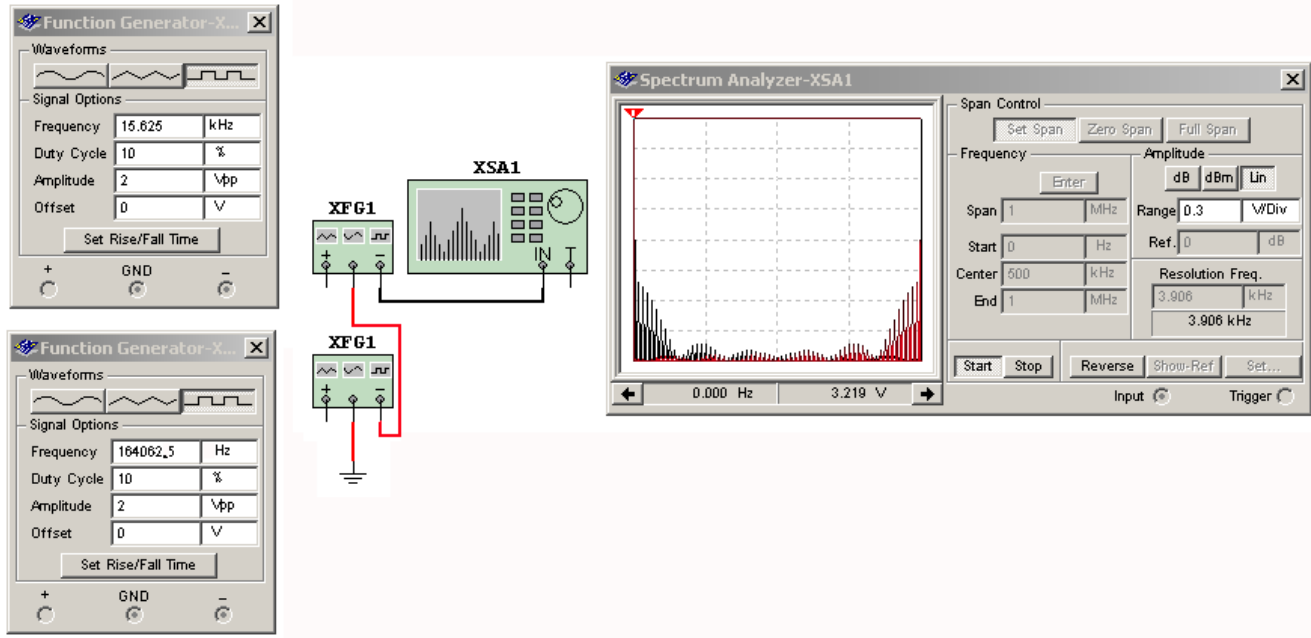 Function Generator-X...
Waveforms
Signal Options
Frequency 15.625 kHz
Duty Cycle 10 %
Amplitude 2 Vpp
Offset 0 V
Set Rise/Fall Time
+ GND −
Function Generator-X...
Waveforms
Signal Options
Frequency 164062.5 Hz
Duty Cycle 10 %
Amplitude 2 Vpp
Offset 0 V
Set Rise/Fall Time
+ GND −
XSA1
IN T
XFG1
+ −
XFG1
+ −
Spectrum Analyzer-XSA1
Span Control
Set Span Zero Span Full Span
Frequency
Enter
Span 1 MHz
Start 0 Hz
Center 500 kHz
End 1 MHz
Amplitude
dB dBm Lin
Range 0.3 V/Div
Ref. 0 dB
Resolution Freq.
3.906 kHz
3.906 kHz
Start Stop Reverse Show-Ref Set...
0.000 Hz 3.219 V
Input Trigger